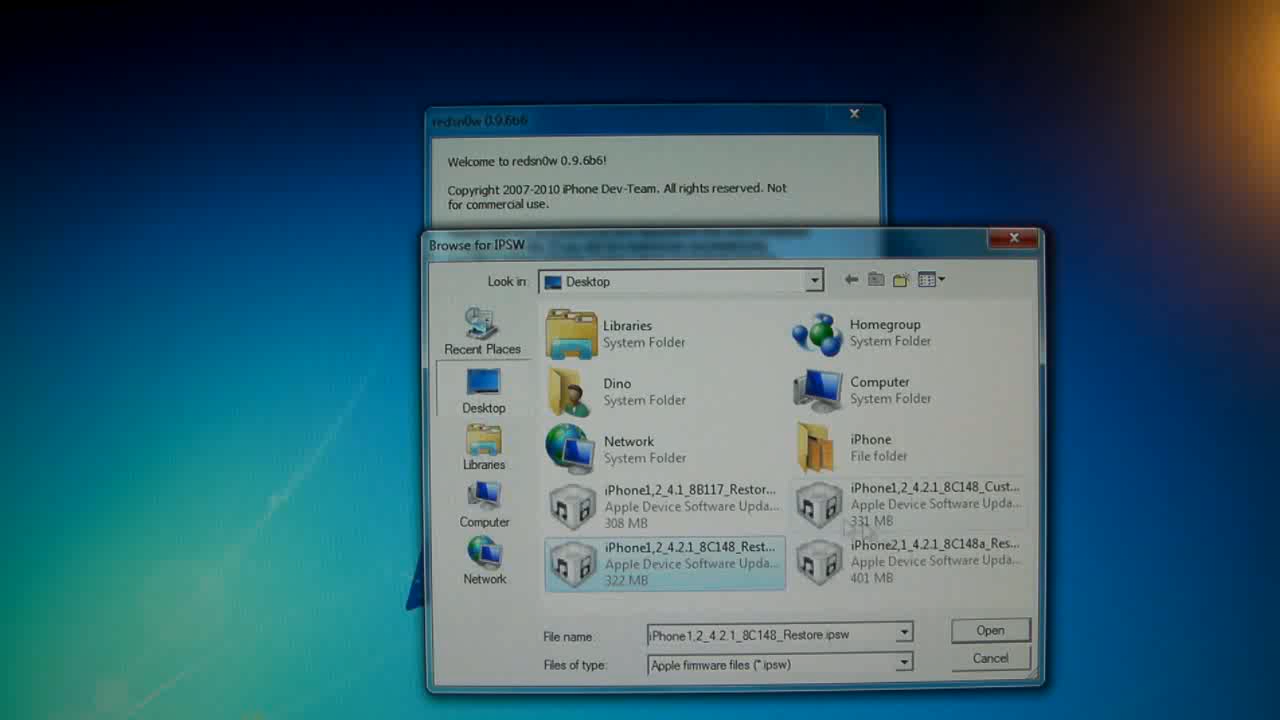 redsn0w 0.9.6b6
Welcome to redsn0w 0.9.6b6!
Copyright 2007-2010 iPhone Dev-Team. All rights reserved. Not
for commercial use.
Browse for IPSW
Look in:
Desktop
Recent Places
Desktop
Libraries
Computer
Network
Libraries
System Folder
Homegroup
System Folder
Dino
System Folder
Computer
System Folder
Network
System Folder
iPhone
File folder
iPhone1,2_4.1_8B117_Restor...
Apple Device Software Upda...
308 MB
iPhone1,2_4.2.1_8C148_Cust...
Apple Device Software Upda...
331 MB
iPhone1,2_4.2.1_8C148_Rest...
Apple Device Software Upda...
322 MB
iPhone2,1_4.2.1_8C148a_Res...
Apple Device Software Upda...
401 MB
File name:
iPhone1,2_4.2.1_8C148_Restore.ipsw
Open
Files of type:
Apple firmware files (*.ipsw)
Cancel